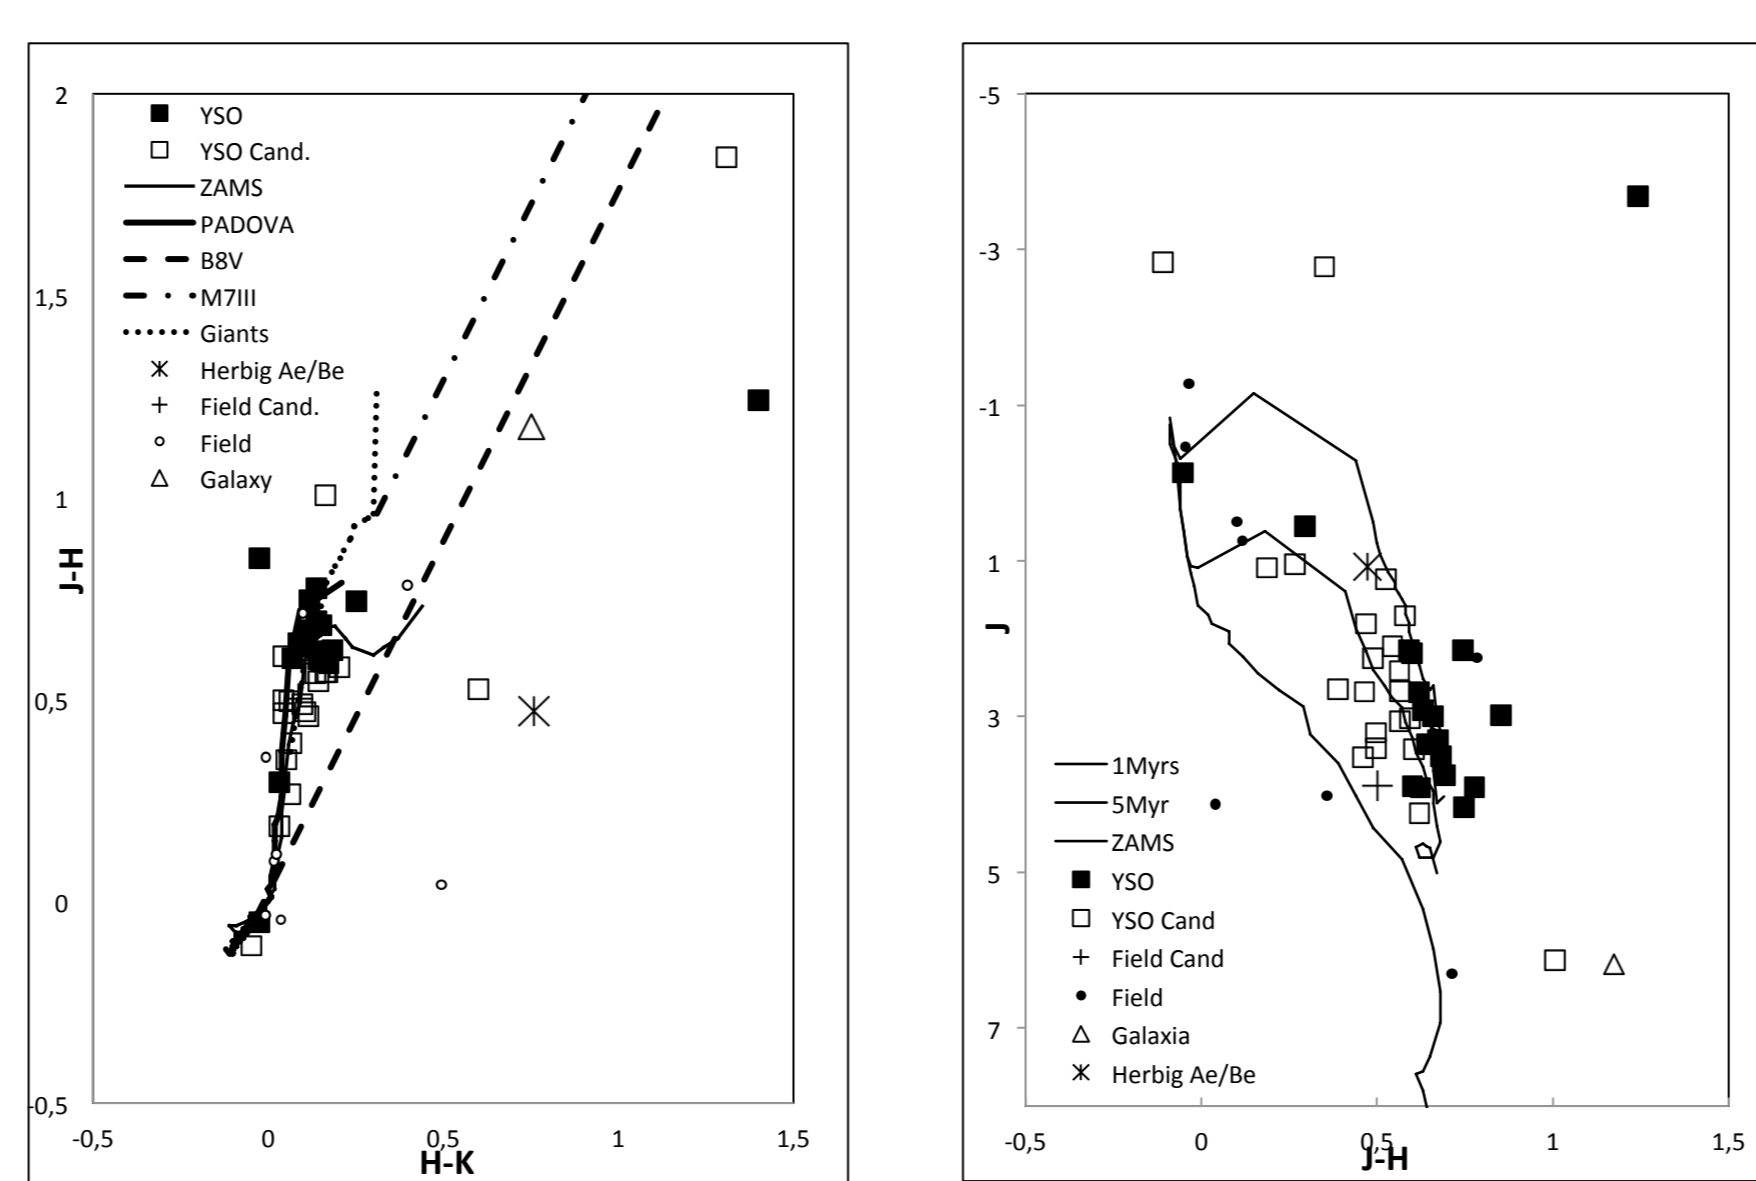 2
1,5
1
0,5
0
-0,5
J-H
YSO
YSO Cand.
ZAMS
PADOVA
B8V
M7III
Giants
Herbig Ae/Be
Field Cand.
Field
Galaxy
-0,5 0 0,5 1 1,5
H-K
-5
-3
-1
1
3
5
7
J
1Myrs
5Myr
ZAMS
YSO
YSO Cand
Field Cand
Field
Galaxia
Herbig Ae/Be
-0,5 0 0,5 1 1,5
J-H